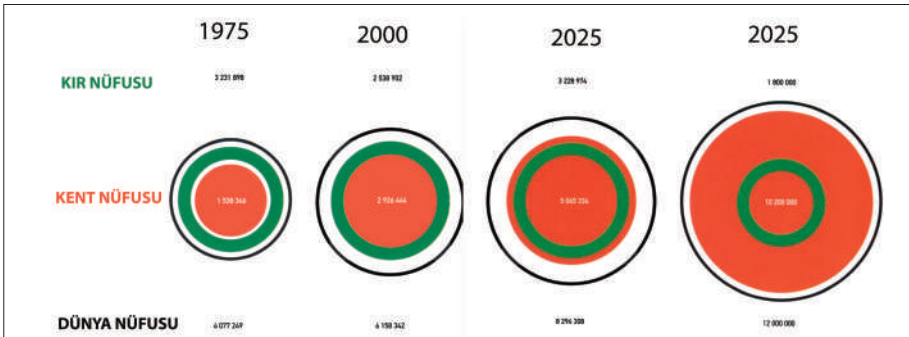 1975 2000 2025 2025
KIR NÜFUSU 3 231 898 2 538 902 3 228 974 1 800 000
KENT NÜFUSU 1 538 346 2 926 444 5 065 334 10 200 000
DÜNYA NÜFUSU 4 077 249 6 158 342 8 294 308 12 000 000